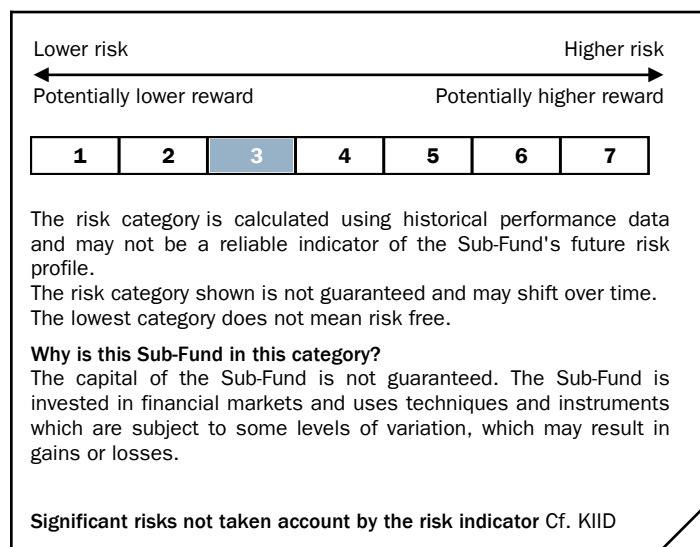 Lower risk Higher risk
Potentially lower reward Potentially higher reward
1 2 3 4 5 6 7
The risk category is calculated using historical performance data
and may not be a reliable indicator of the Sub-Fund's future risk
profile.
The risk category shown is not guaranteed and may shift over time.
The lowest category does not mean risk free.
Why is this Sub-Fund in this category?
The capital of the Sub-Fund is not guaranteed. The Sub-Fund is
invested in financial markets and uses techniques and instruments
which are subject to some levels of variation, which may result in
gains or losses.
Significant risks not taken account by the risk indicator Cf. KIID